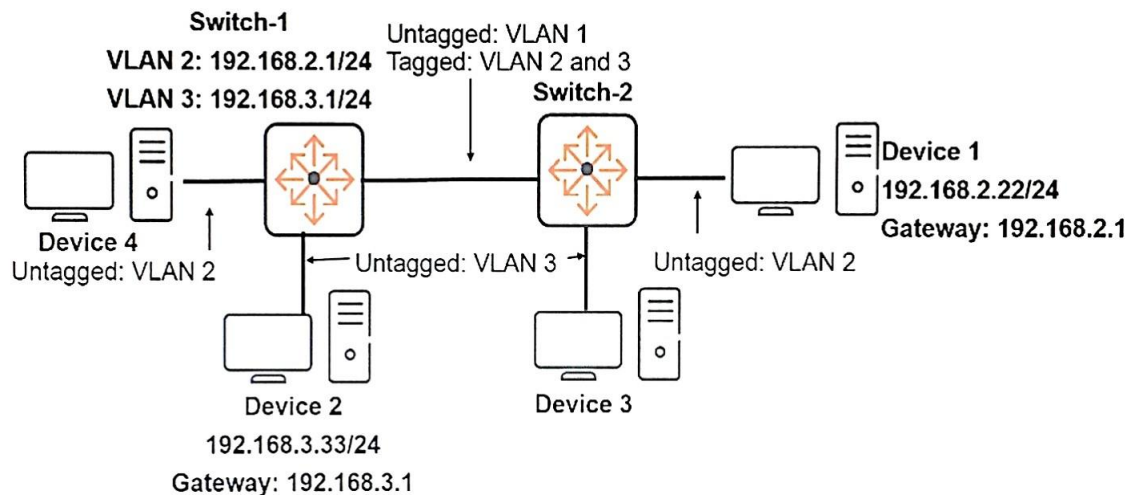 Switch-1
VLAN 2: 192.168.2.1/24
VLAN 3: 192.168.3.1/24
Untagged: VLAN 1
Tagged: VLAN 2 and 3
Switch-2
Device 1
192.168.2.22/24
Gateway: 192.168.2.1
Device 4
Untagged: VLAN 2
Untagged: VLAN 3
Untagged: VLAN 2
Device 2
192.168.3.33/24
Gateway: 192.168.3.1
Device 3